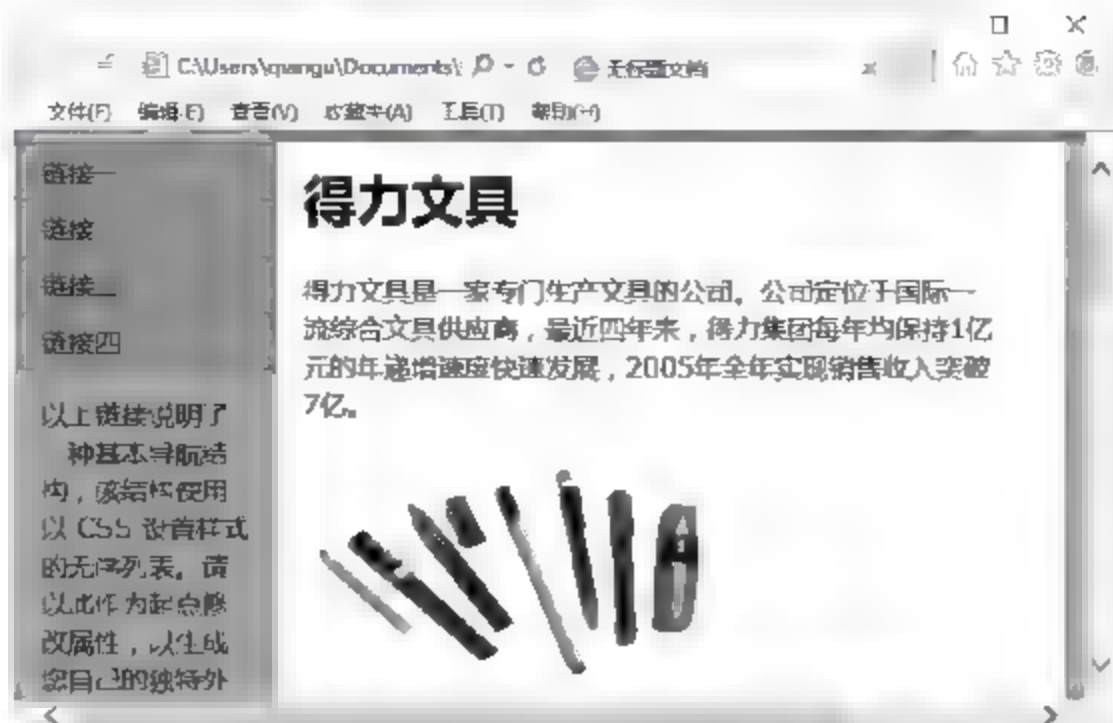 C:\Users\qiangu\Documents\ 无标题文档
文件(F) 编辑(E) 查看(V) 收藏夹(A) 工具(T) 帮助(H)
链接一
链接
链接
链接四
以上链接说明了
种基本导航结
构，该结构使用
以 CSS 设置样式
的无序列表。请
以此作为起点修
改属性，以生成
您自己的独特外
得力文具
得力文具是一家专门生产文具的公司。公司定位于国际一
流综合文具供应商，最近四年来，得力集团每年均保持1亿
元的年递增速度快速发展，2005年全年实现销售收入突破
7亿。